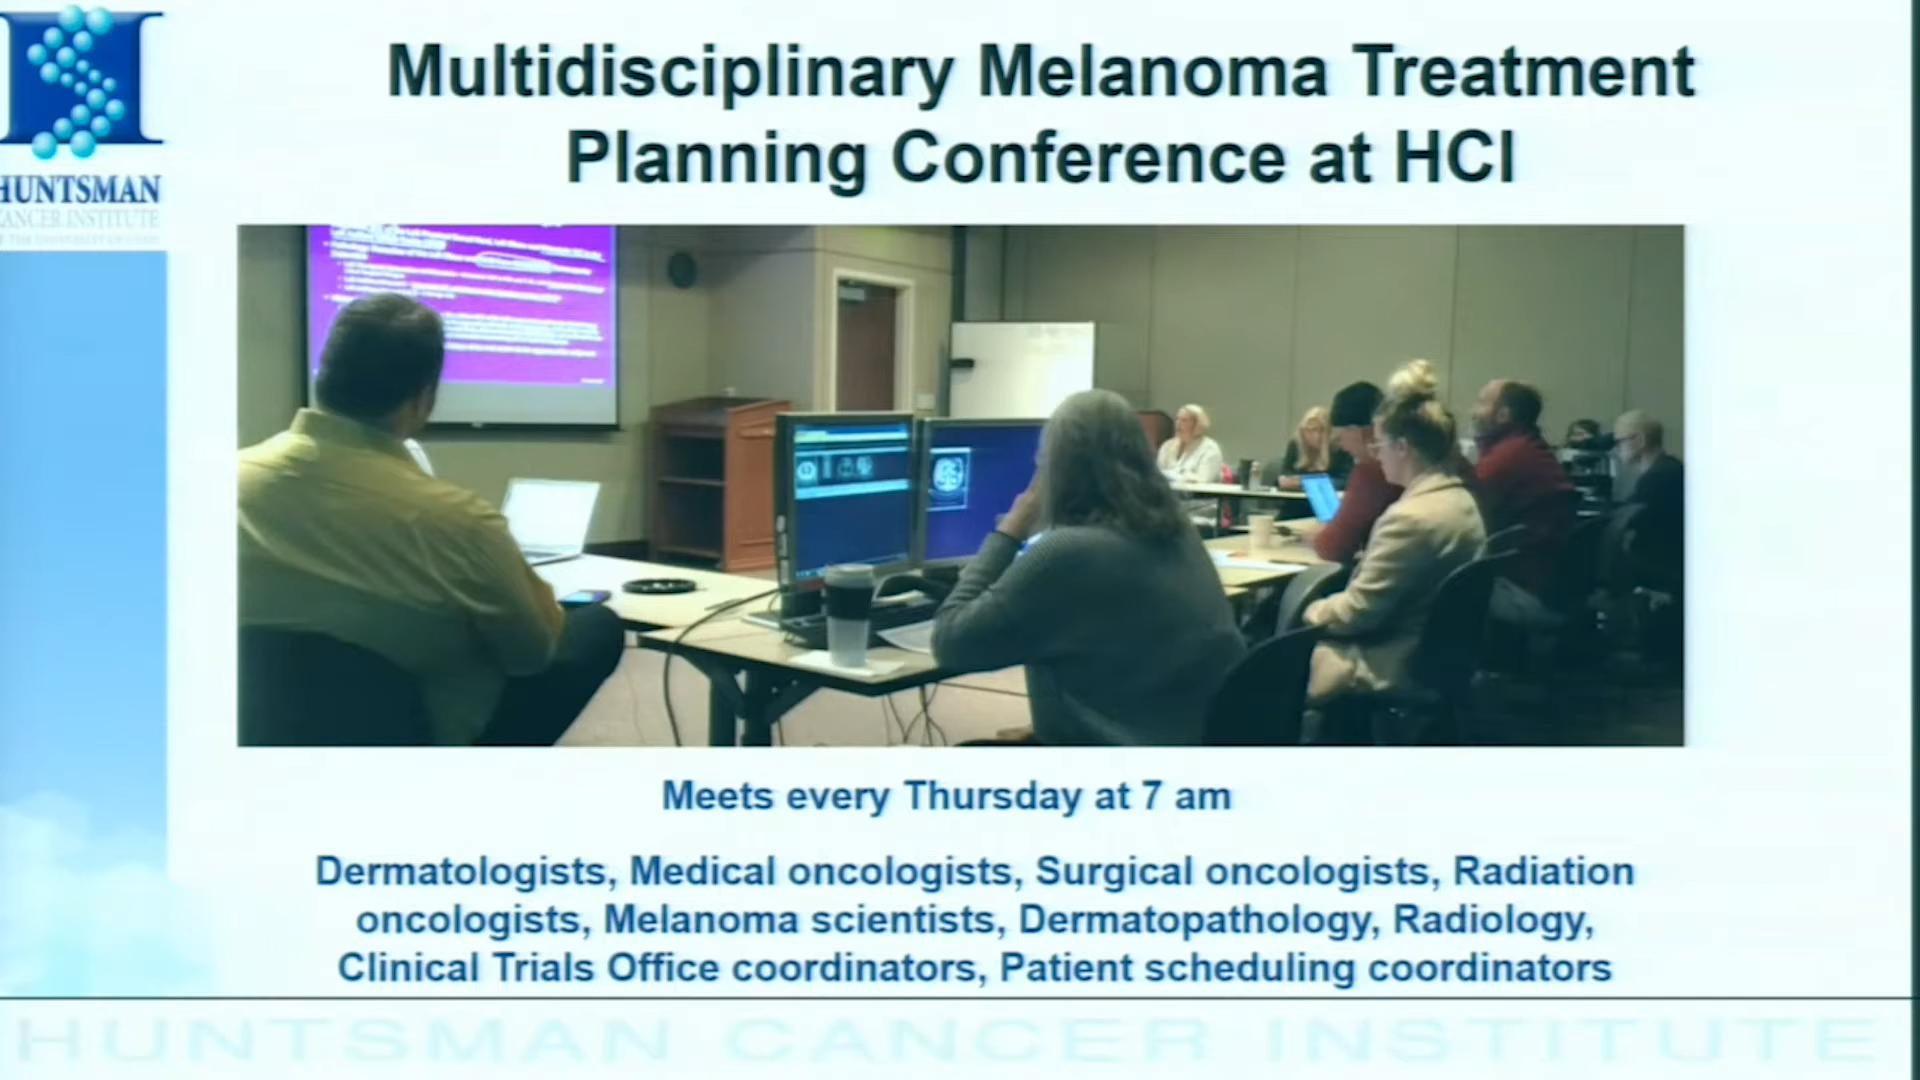 Multidisciplinary Melanoma Treatment
Planning Conference at HCI
HUNTSMAN
CANCER INSTITUTE
Meets every Thursday at 7 am
Dermatologists, Medical oncologists, Surgical oncologists, Radiation
oncologists, Melanoma scientists, Dermatopathology, Radiology,
Clinical Trials Office coordinators, Patient scheduling coordinators
HUNTSMAN CANCER INSTITUTE